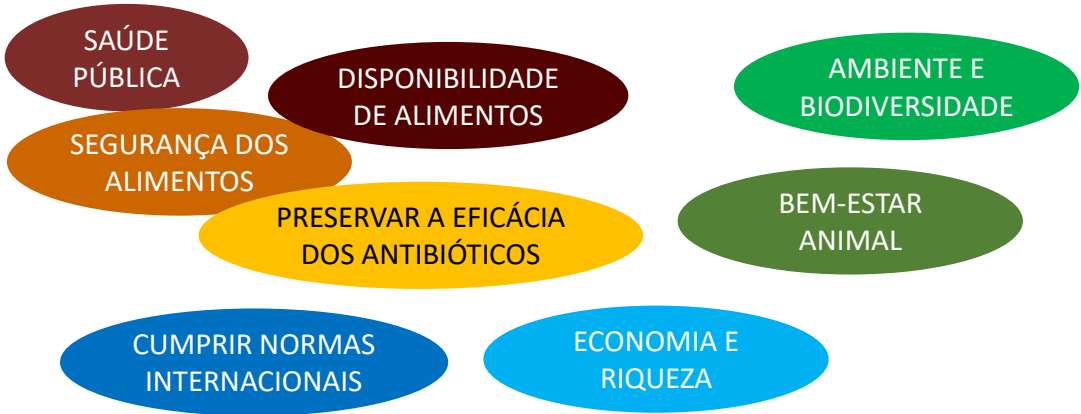 SAÚDE
PÚBLICA
DISPONIBILIDADE
DE ALIMENTOS
AMBIENTE E
BIODIVERSIDADE
SEGURANÇA DOS
ALIMENTOS
PRESERVAR A EFICÁCIA
DOS ANTIBIÓTICOS
BEM-ESTAR
ANIMAL
CUMPRIR NORMAS
INTERNACIONAIS
ECONOMIA E
RIQUEZA